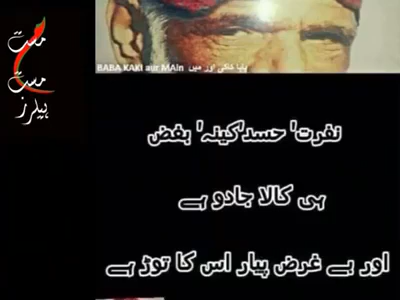 مست
مست
ہیلرز
BABA KAKI aur MAin بابا کاکی اور میں
نفرت' حسد' کینہ' بغض
ہی کالا جادو ہے
اور بے غرض پیار اس کا توڑ ہے